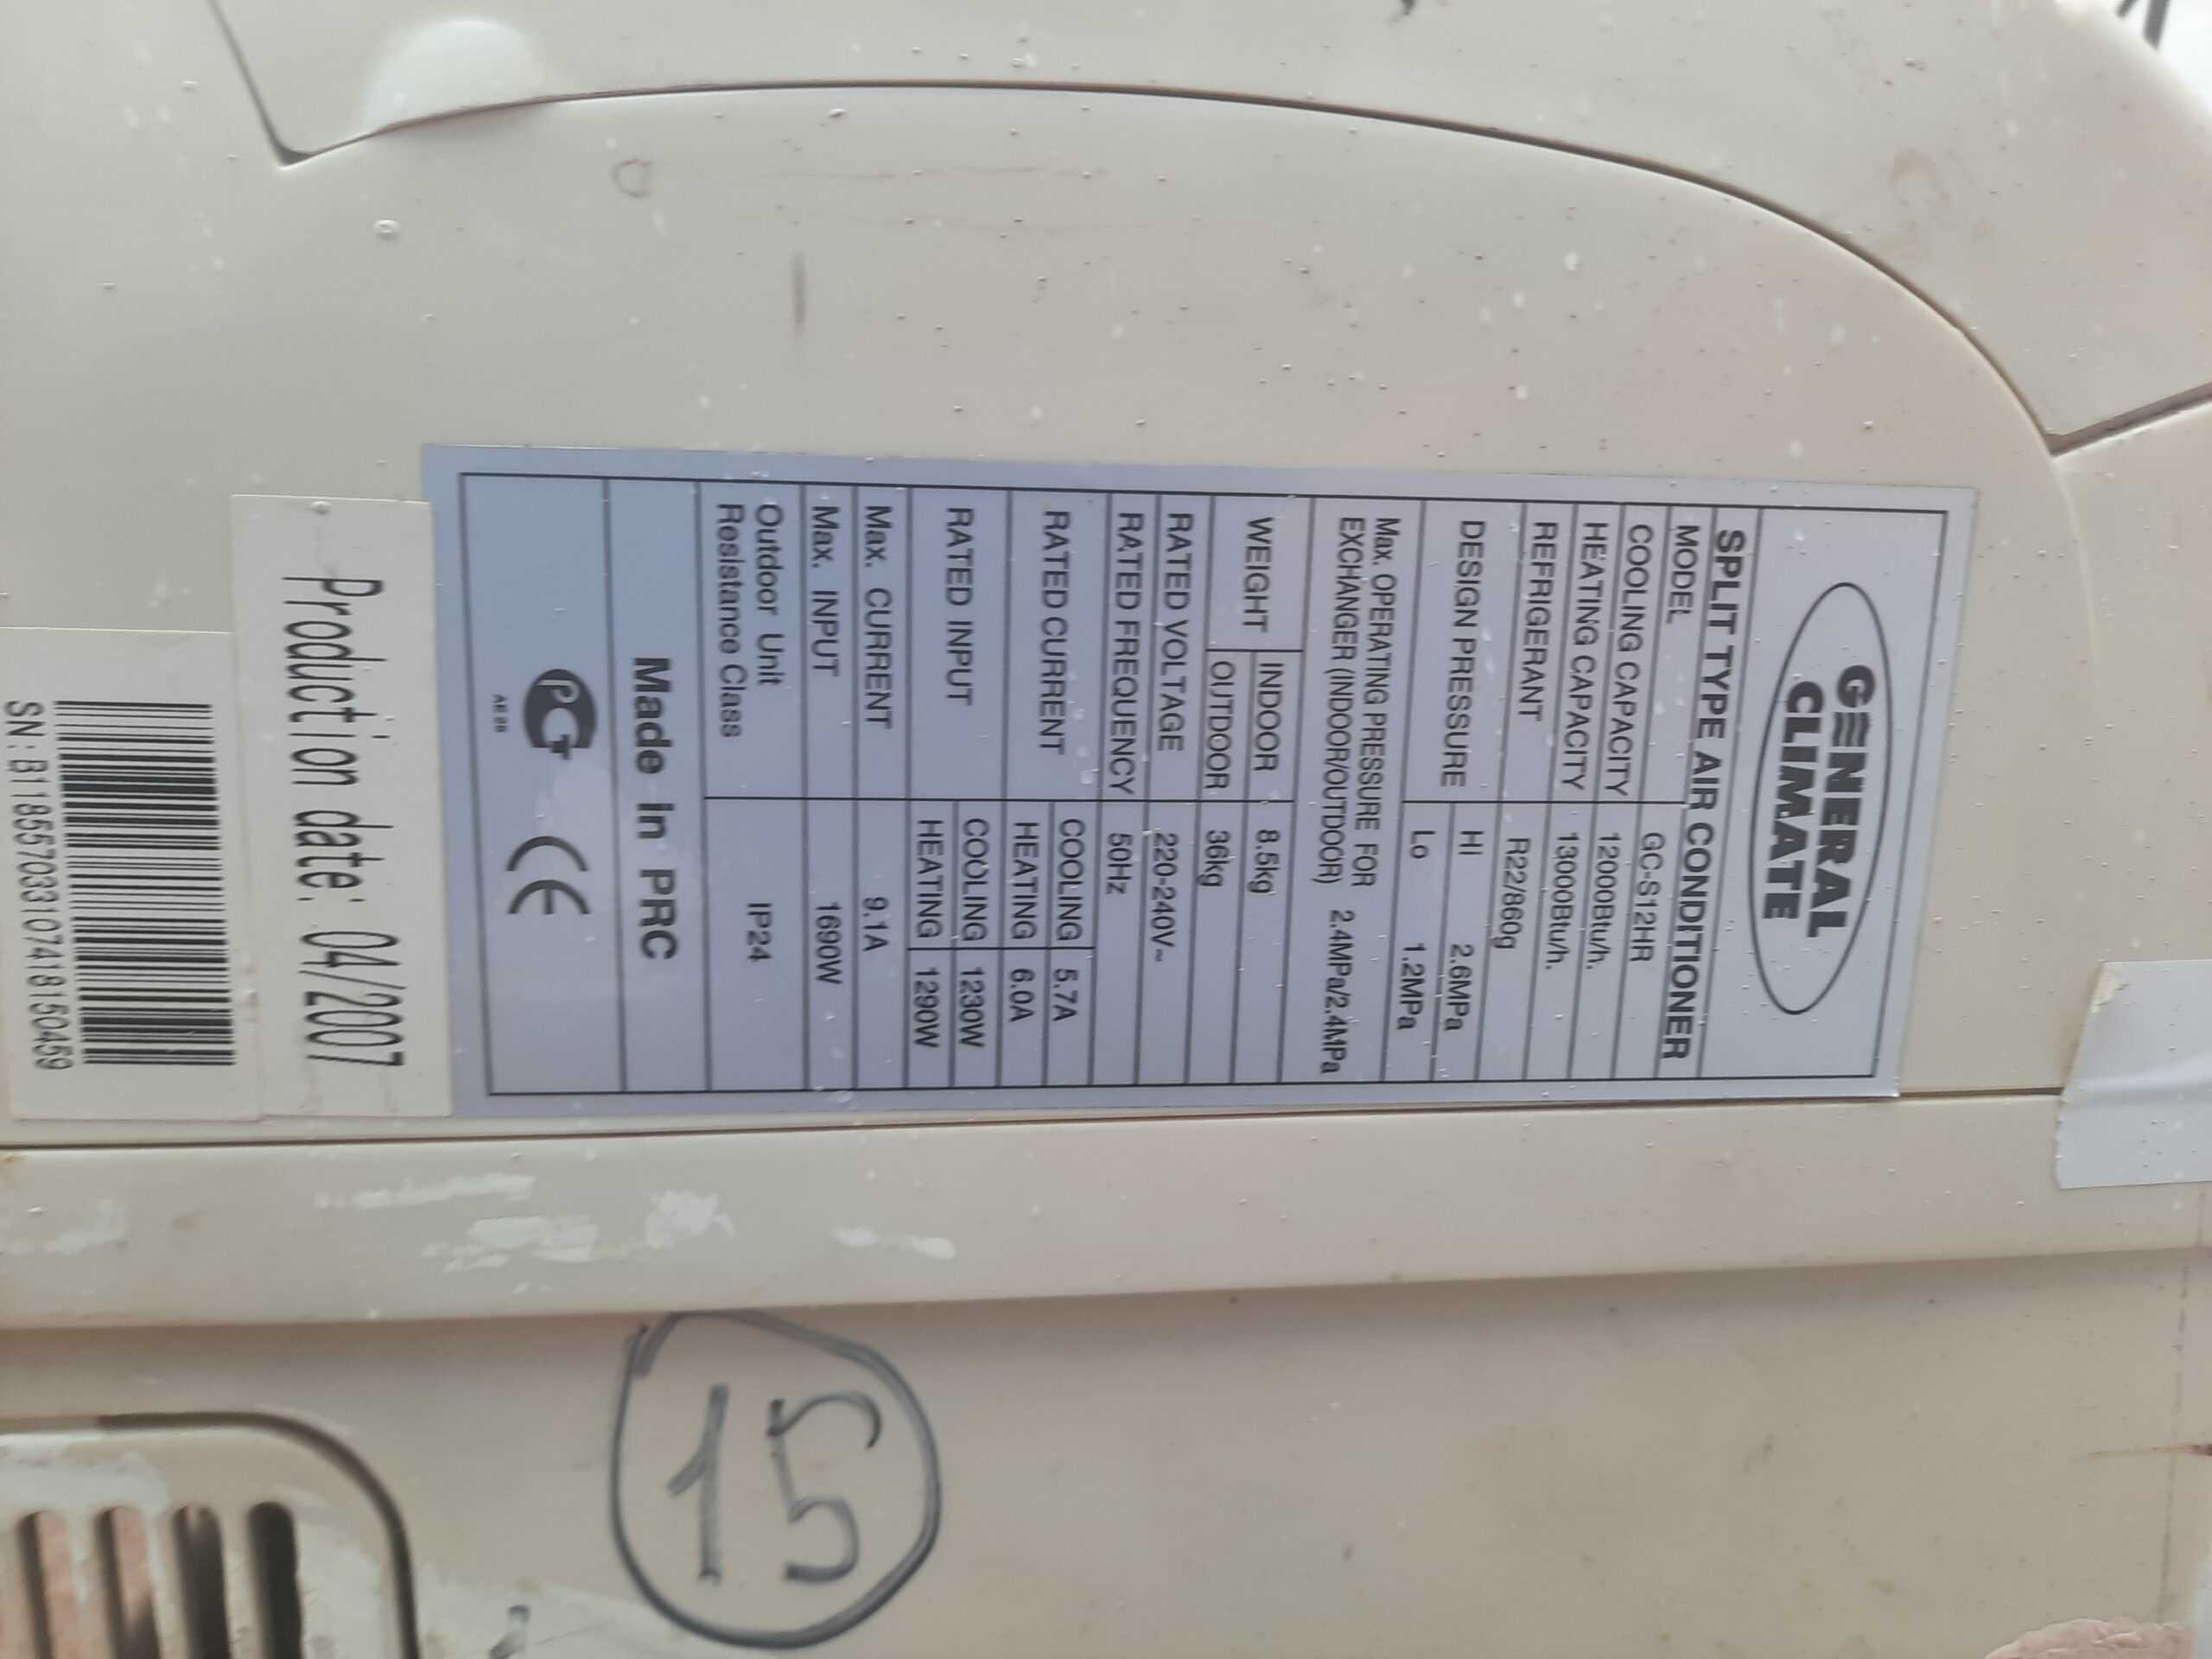 GENERAL
CLIMATE
SPLIT TYPE AIR CONDITIONER
MODEL GC-S12HR
COOLING CAPACITY 12000Btu/h.
HEATING CAPACITY 13000Btu/h.
REFRIGERANT R22/860g
DESIGN PRESSURE HI 2.6MPa
Lo 1.2MPa
Max. OPERATING PRESSURE FOR
EXCHANGER (INDOOR/OUTDOOR) 2.4MPa/2.4MPa
WEIGHT INDOOR 8.5kg
OUTDOOR 36kg
RATED VOLTAGE 220-240V~
RATED FREQUENCY 50Hz
RATED CURRENT COOLING 5.7A
HEATING 6.0A
RATED INPUT COOLING 1230W
HEATING 1290W
Max. CURRENT 9.1A
Max. INPUT 1690W
Outdoor Unit
Resistance Class IP24
Made in PRC
РСТ CE
Production date: 04/2007
SN:B118557033107418150459
15